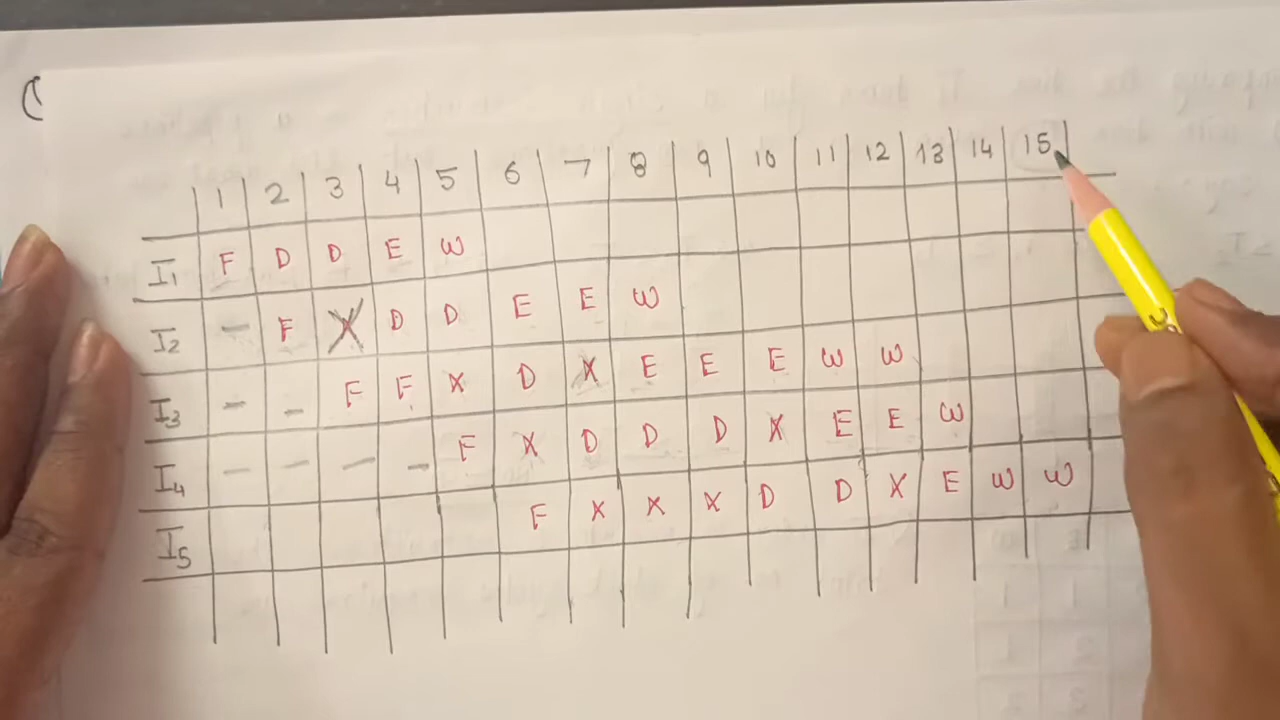 (
1 2 3 4 5 6 7 8 9 10 11 12 13 14 15
I1 F D D E W
I2 - F X D D E E W
I3 - - F F X D X E E E W W
I4 - - - - F X D D D X E E W
I5 F X X X D D X E W W